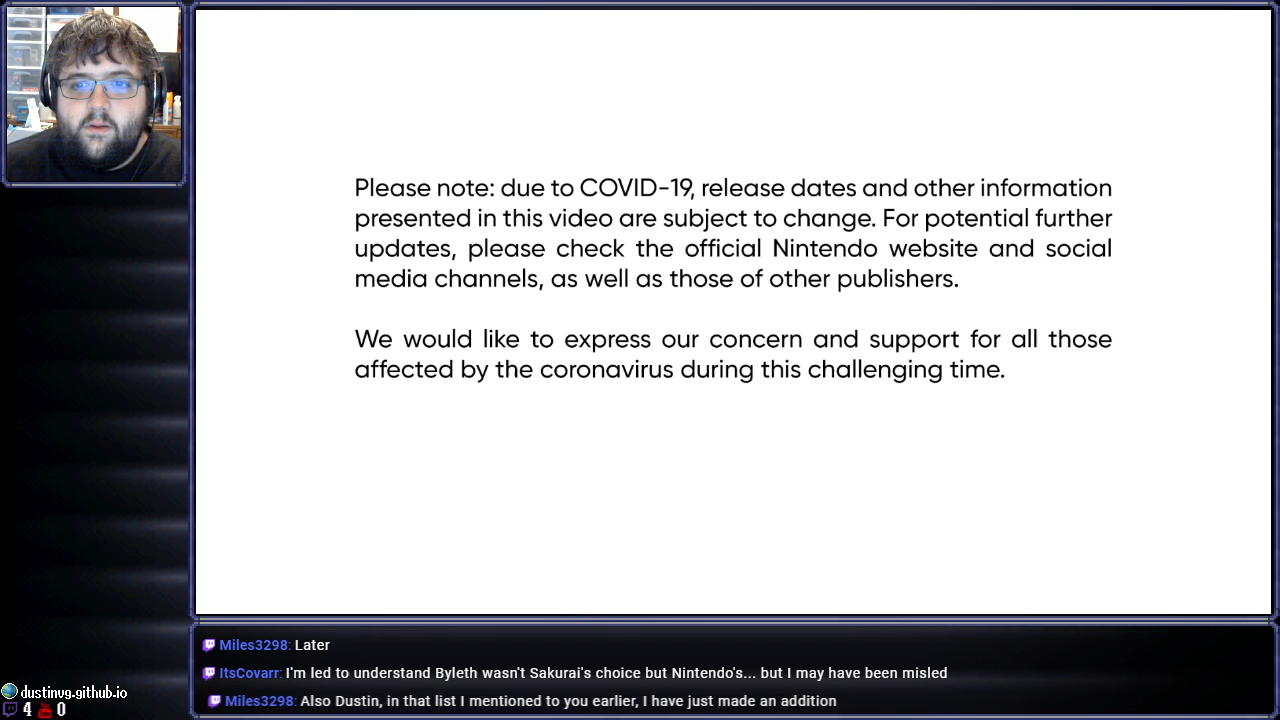 Please note: due to COVID-19, release dates and other information
presented in this video are subject to change. For potential further
updates, please check the official Nintendo website and social
media channels, as well as those of other publishers.
We would like to express our concern and support for all those
affected by the coronavirus during this challenging time.
Miles3298: Later
ItsCovarr: I'm led to understand Byleth wasn't Sakurai's choice but Nintendo's... but I may have been misled
Miles3298: Also Dustin, in that list I mentioned to you earlier, I have just made an addition
dustinvg.github.io
4 0